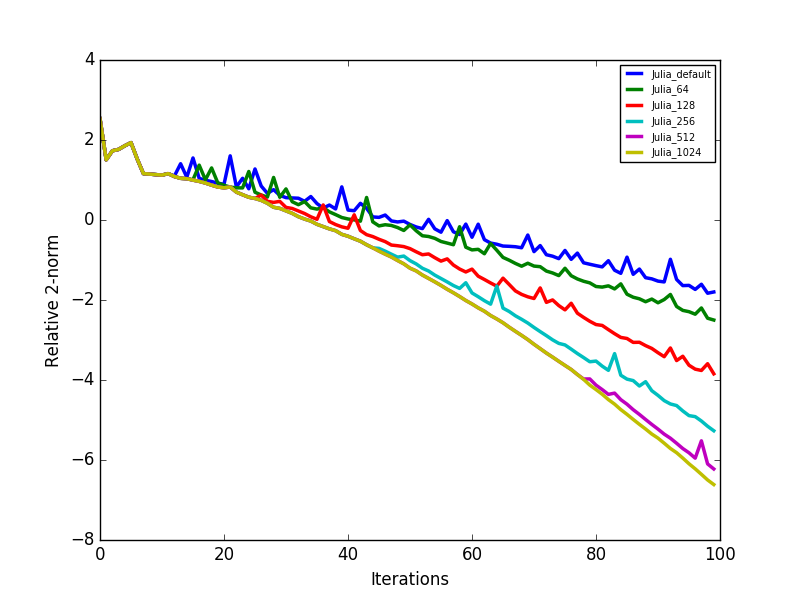 4
2
0
−2
−4
−6
−8
0 20 40 60 80 100
Relative 2-norm
Iterations
Julia_default
Julia_64
Julia_128
Julia_256
Julia_512
Julia_1024